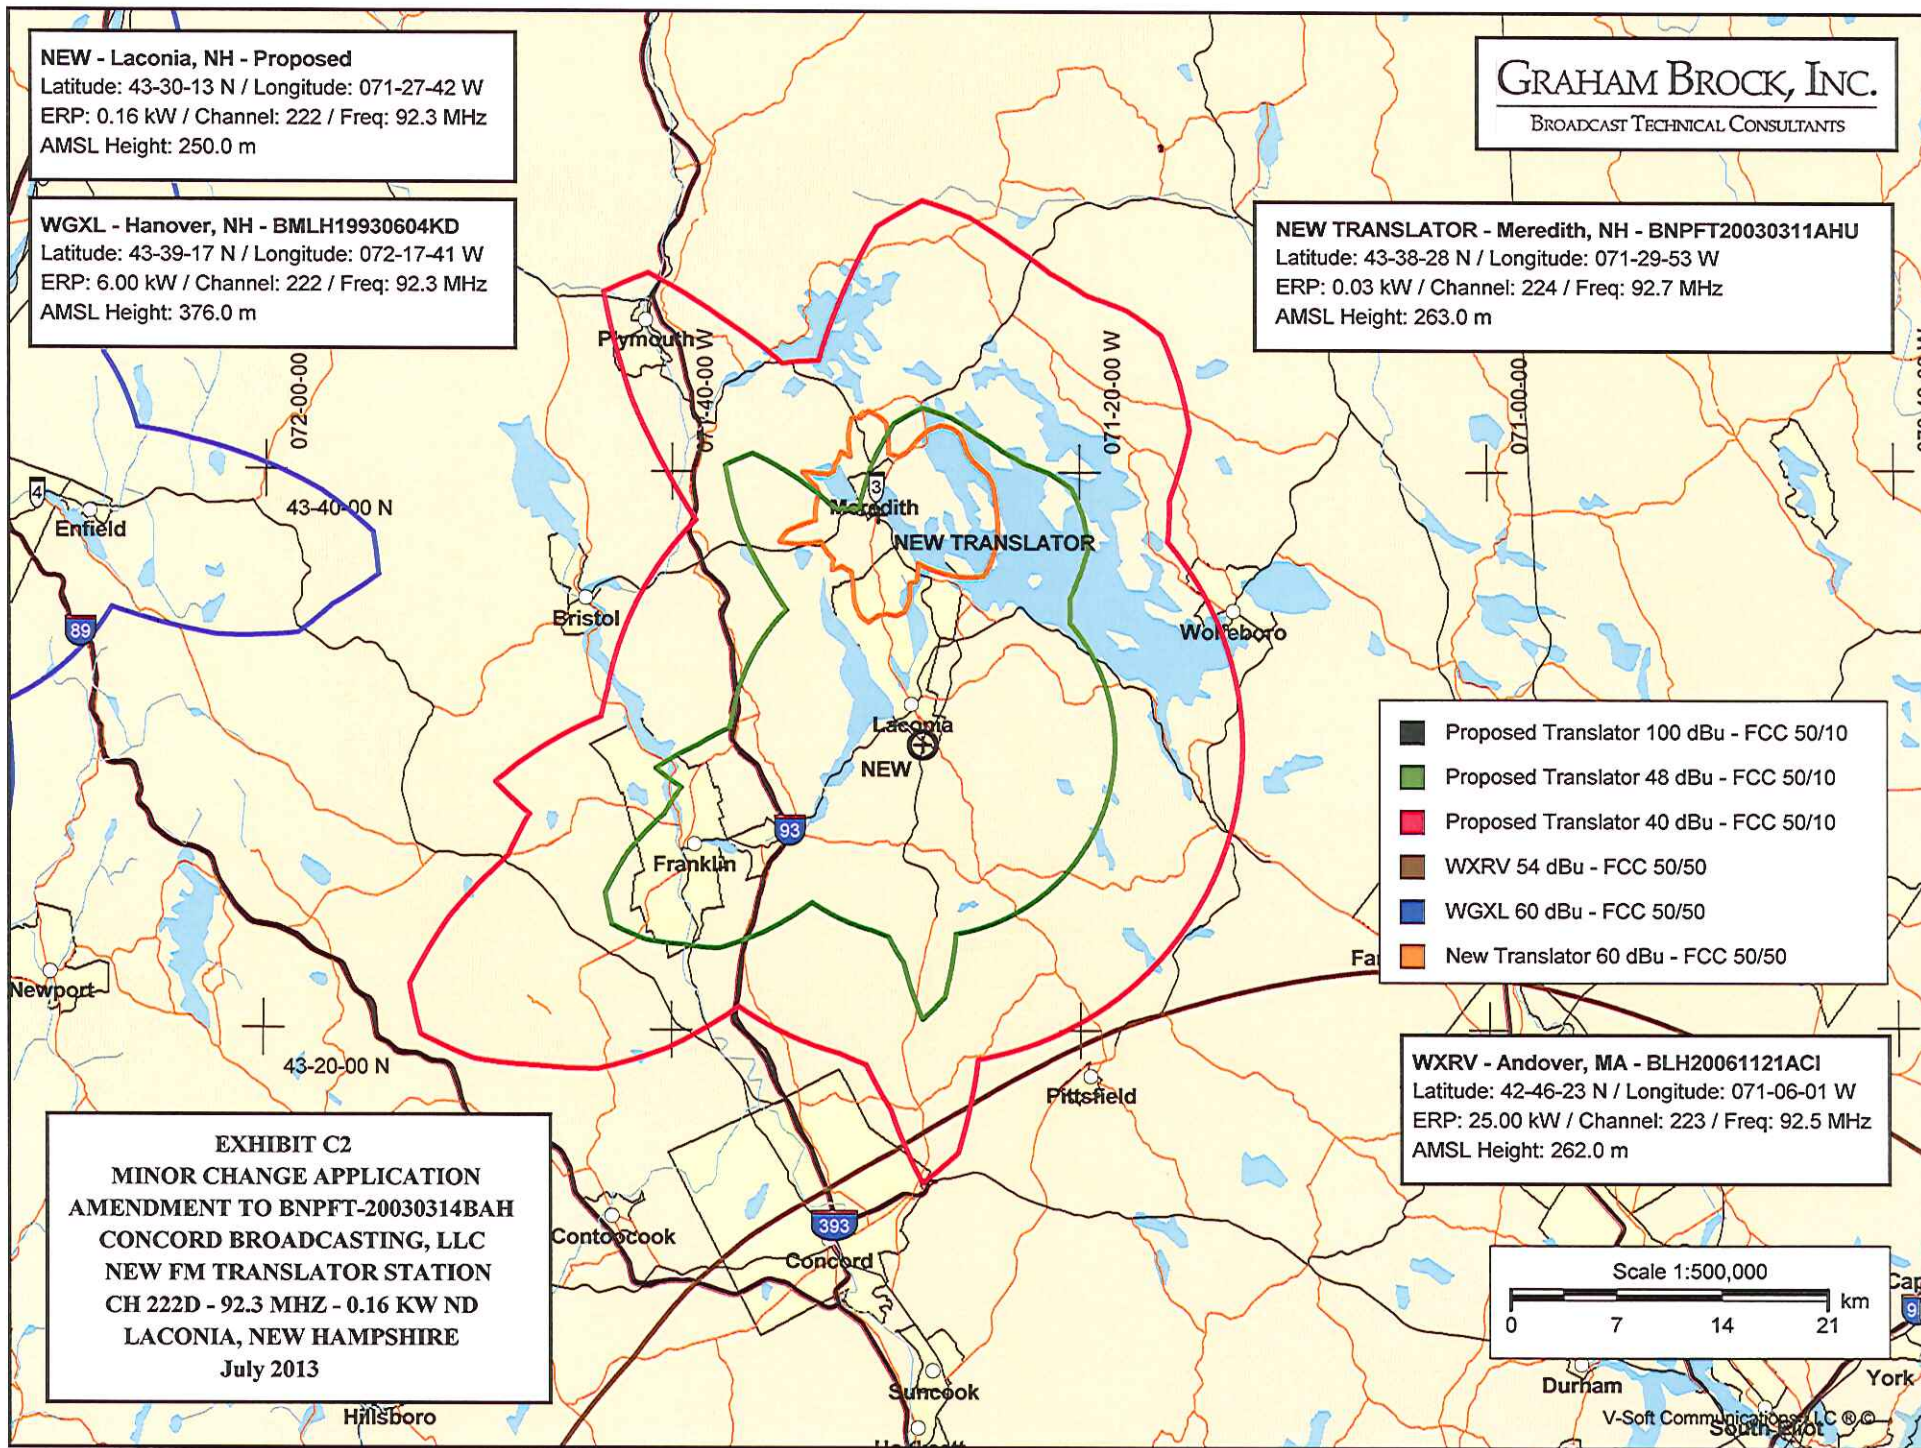 NEW - Laconia, NH - Proposed
Latitude: 43-30-13 N / Longitude: 071-27-42 W
ERP: 0.16 kW / Channel: 222 / Freq: 92.3 MHz
AMSL Height: 250.0 m
WGXL - Hanover, NH - BMLH19930604KD
Latitude: 43-39-17 N / Longitude: 072-17-41 W
ERP: 6.00 kW / Channel: 222 / Freq: 92.3 MHz
AMSL Height: 376.0 m
GRAHAM BROCK, INC.
BROADCAST TECHNICAL CONSULTANTS
NEW TRANSLATOR - Meredith, NH - BNPFT20030311AHU
Latitude: 43-38-28 N / Longitude: 071-29-53 W
ERP: 0.03 kW / Channel: 224 / Freq: 92.7 MHz
AMSL Height: 263.0 m
Plymouth
072-00-00
071-40-00 W
071-20-00 W
071-00-00
4
Enfield
43-40-00 N
3
Meredith
NEW TRANSLATOR
89
Bristol
Wolfeboro
Laconia
NEW
93
Franklin
Proposed Translator 100 dBu - FCC 50/10
Proposed Translator 48 dBu - FCC 50/10
Proposed Translator 40 dBu - FCC 50/10
WXRV 54 dBu - FCC 50/50
WGXL 60 dBu - FCC 50/50
New Translator 60 dBu - FCC 50/50
Newport
43-20-00 N
Pittsfield
WXRV - Andover, MA - BLH20061121ACI
Latitude: 42-46-23 N / Longitude: 071-06-01 W
ERP: 25.00 kW / Channel: 223 / Freq: 92.5 MHz
AMSL Height: 262.0 m
EXHIBIT C2
MINOR CHANGE APPLICATION
AMENDMENT TO BNPFT-20030314BAH
CONCORD BROADCASTING, LLC
NEW FM TRANSLATOR STATION
CH 222D - 92.3 MHZ - 0.16 KW ND
LACONIA, NEW HAMPSHIRE
July 2013
Contoocook
393
Concord
Scale 1:500,000
km
0 7 14 21
Suncook
Hillsboro
Durham
York
V-Soft Communications LLC ® ©
South Eliot